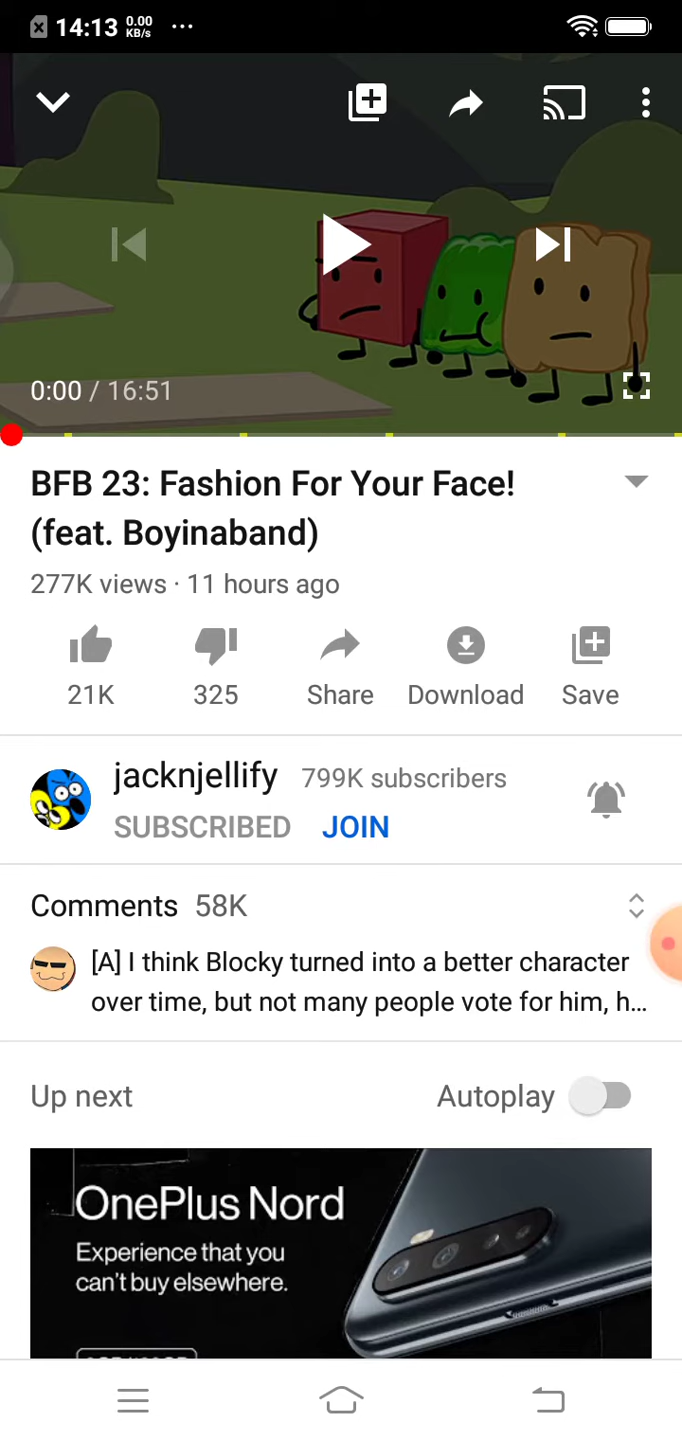 14:13 0.00 KB/s ...
0:00 / 16:51
BFB 23: Fashion For Your Face!
(feat. Boyinaband)
277K views · 11 hours ago
21K 325 Share Download Save
jacknjellify 799K subscribers
SUBSCRIBED JOIN
Comments 58K
[A] I think Blocky turned into a better character
over time, but not many people vote for him, h...
Up next Autoplay
OnePlus Nord
Experience that you
can't buy elsewhere.